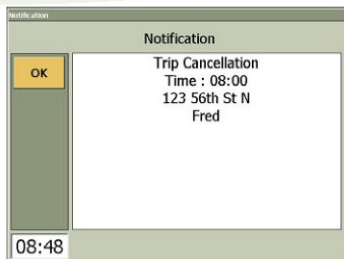 Notification
Notification
OK
Trip Cancellation
Time : 08:00
123 56th St N
Fred
08:48